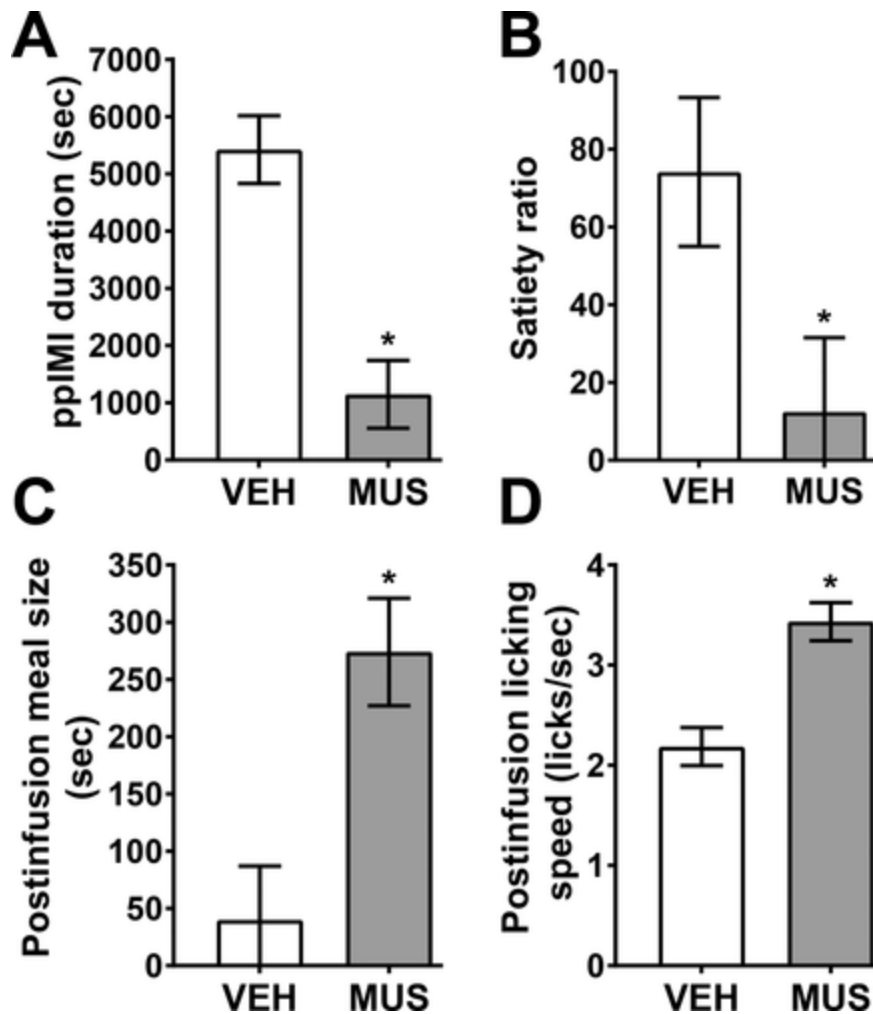 A
ppIMI duration (sec)
7000
6000
5000
4000
3000
2000
1000
0
*
VEH MUS
B
Satiety ratio
100
80
60
40
20
0
*
VEH MUS
C
Postinfusion meal size
(sec)
350
300
250
200
150
100
50
0
*
VEH MUS
D
Postinfusion licking
speed (licks/sec)
4
3
2
1
0
*
VEH MUS